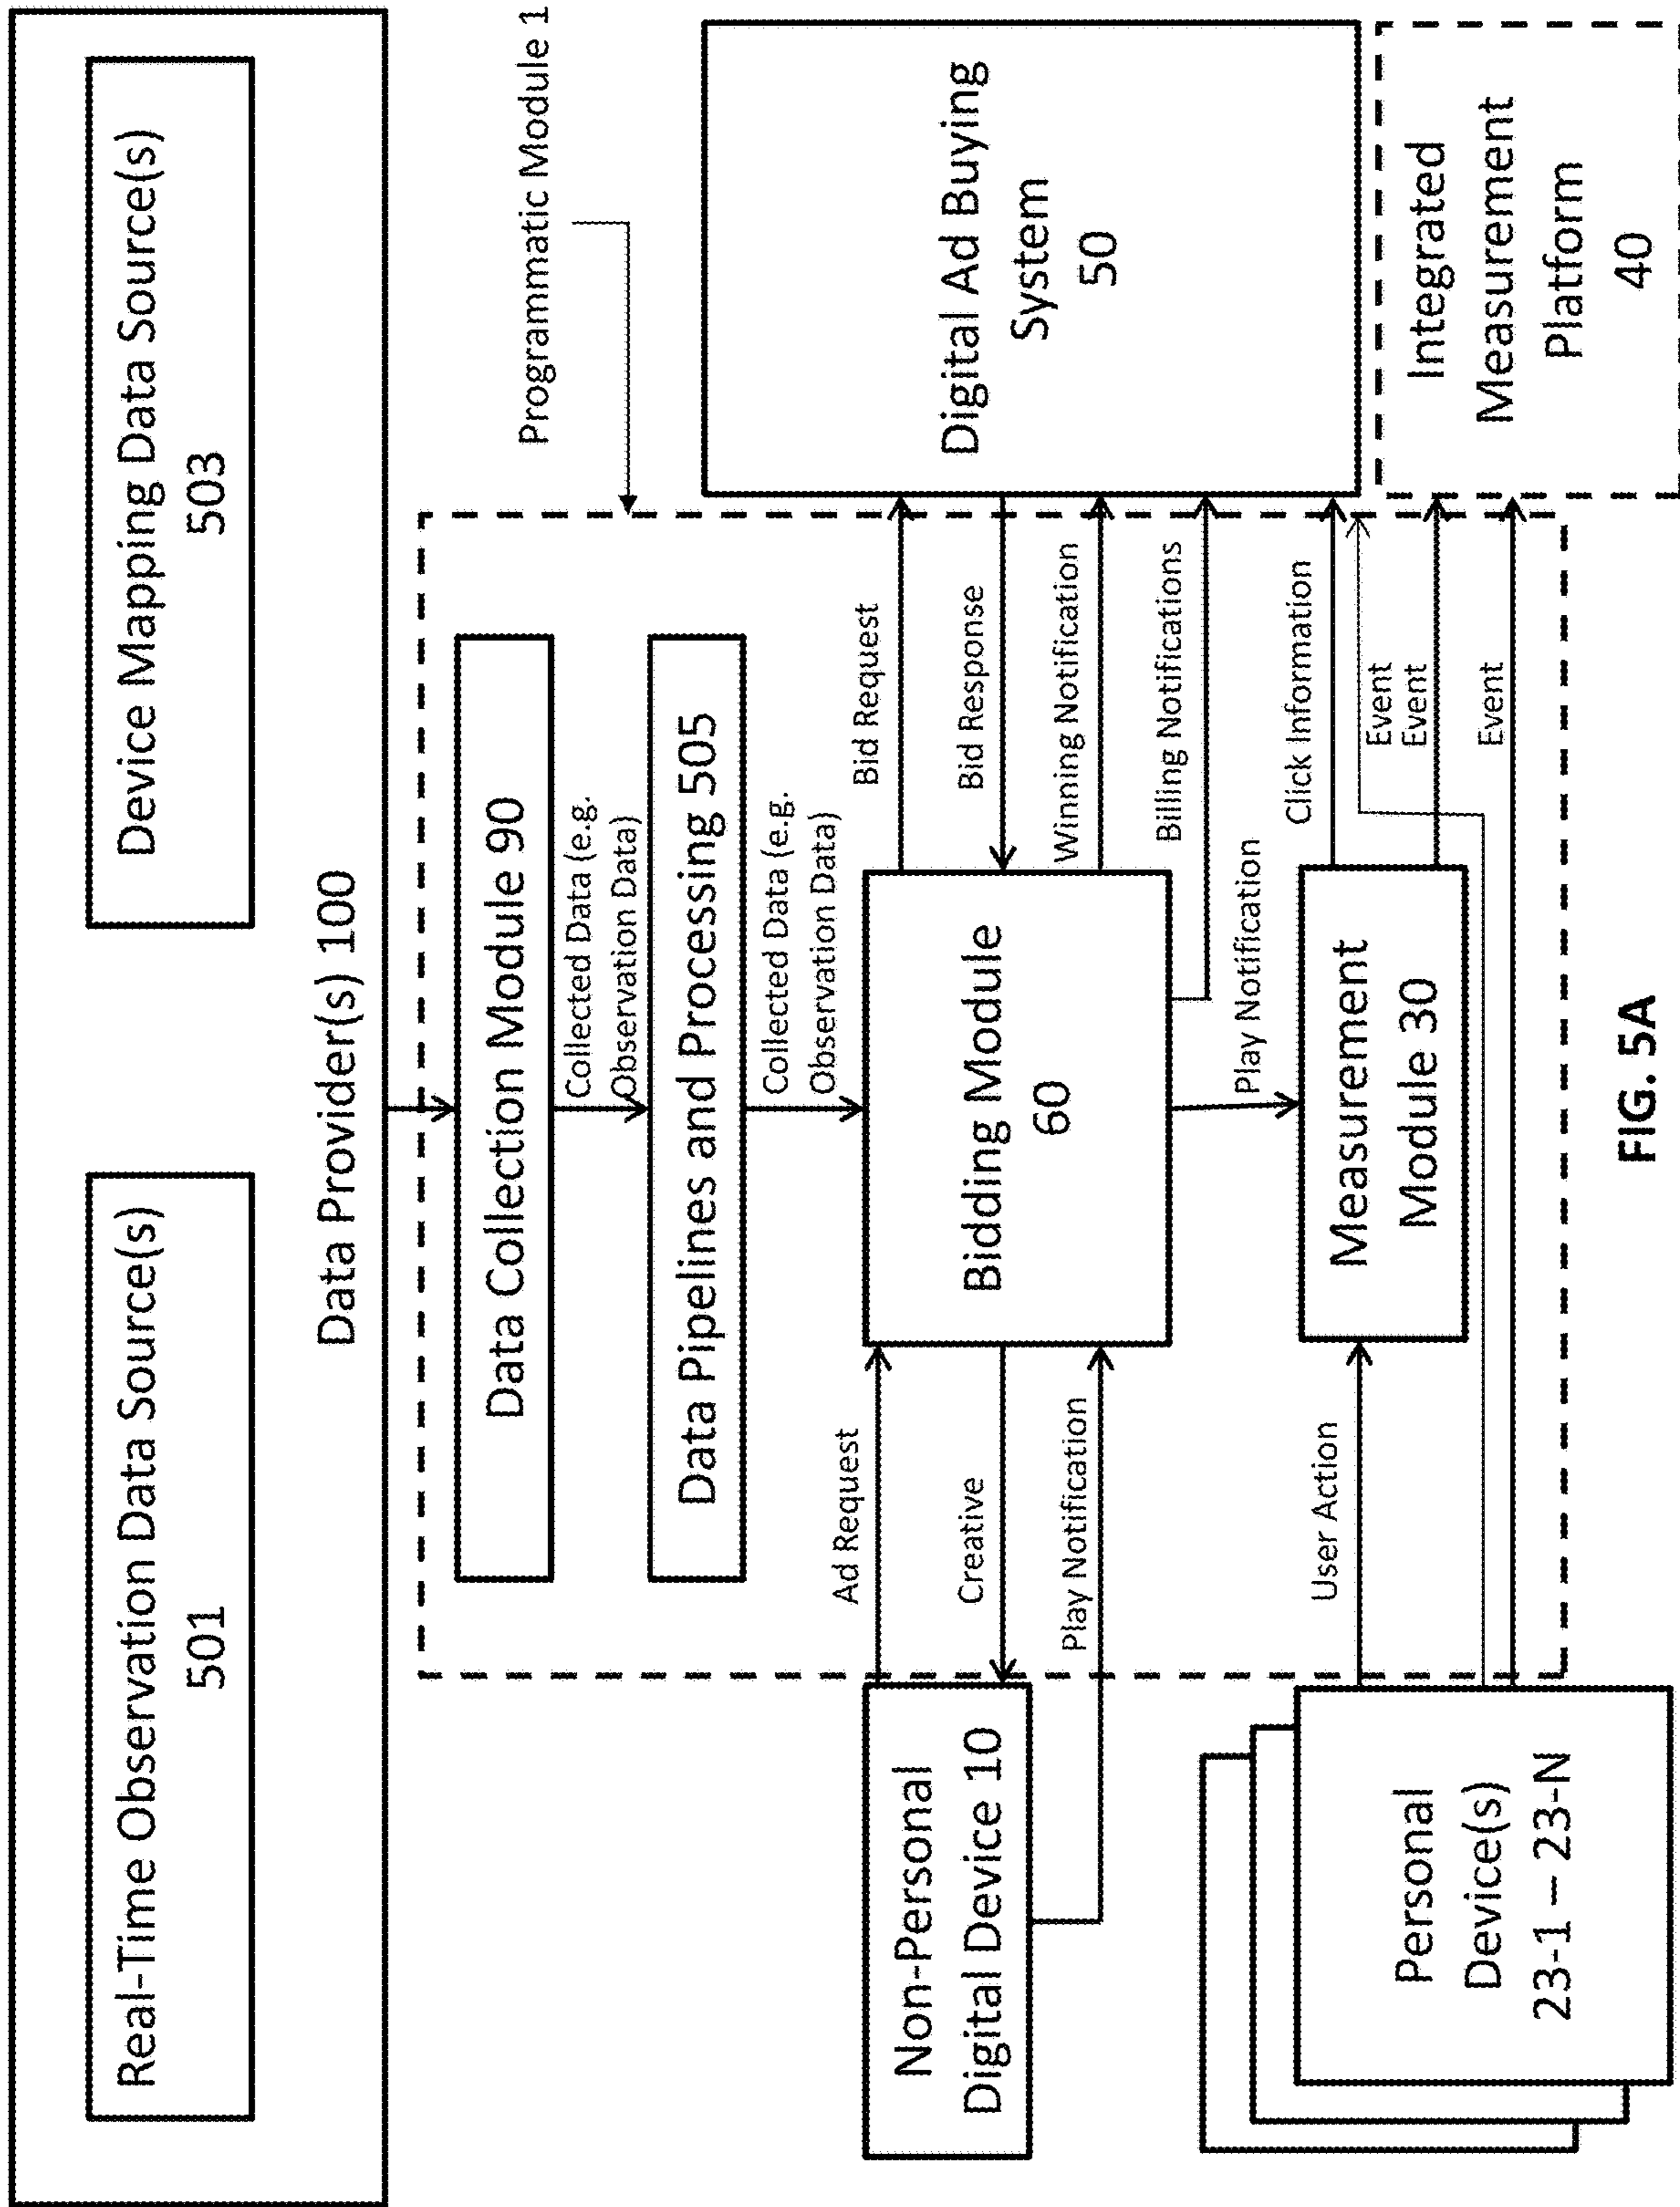 Real-Time Observation Data Source(s)
501
Device Mapping Data Source(s)
503
Data Provider(s) 100
Programmatic Module 1
Data Collection Module 90
Collected Data (e.g.
Observation Data)
Data Pipelines and Processing 505
Collected Data (e.g.
Observation Data)
Non-Personal
Digital Device 10
Ad Request
Creative
Play Notification
Bidding Module
60
Bid Request
Bid Response
Winning Notification
Billing Notifications
Digital Ad Buying
System
50
Play Notification
Personal
Device(s)
23-1 – 23-N
User Action
Measurement
Module 30
Click Information
Event
Event
Event
Integrated
Measurement
Platform
40
FIG. 5A